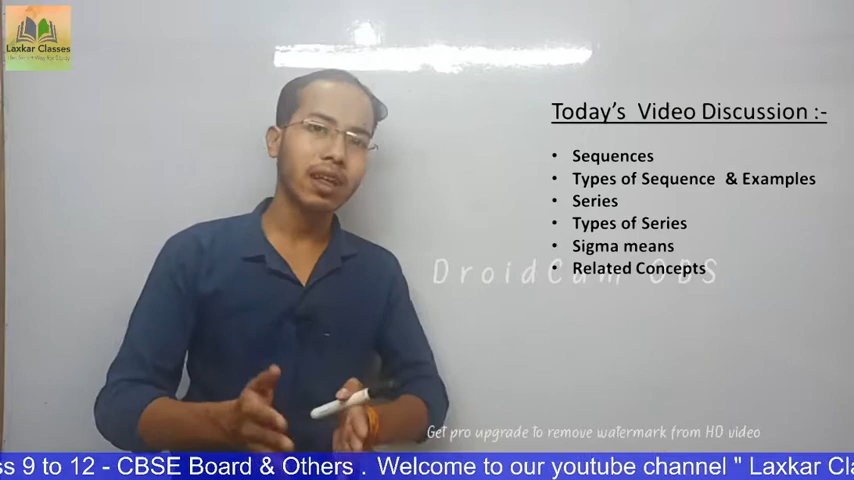 Laxkar Classes
Today's Video Discussion :-
• Sequences
• Types of Sequence & Examples
• Series
• Types of Series
• Sigma means
• Related Concepts
DroidCam OBS
Get pro upgrade to remove watermark from HD video
ss 9 to 12 - CBSE Board & Others . Welcome to our youtube channel " Laxkar Cla